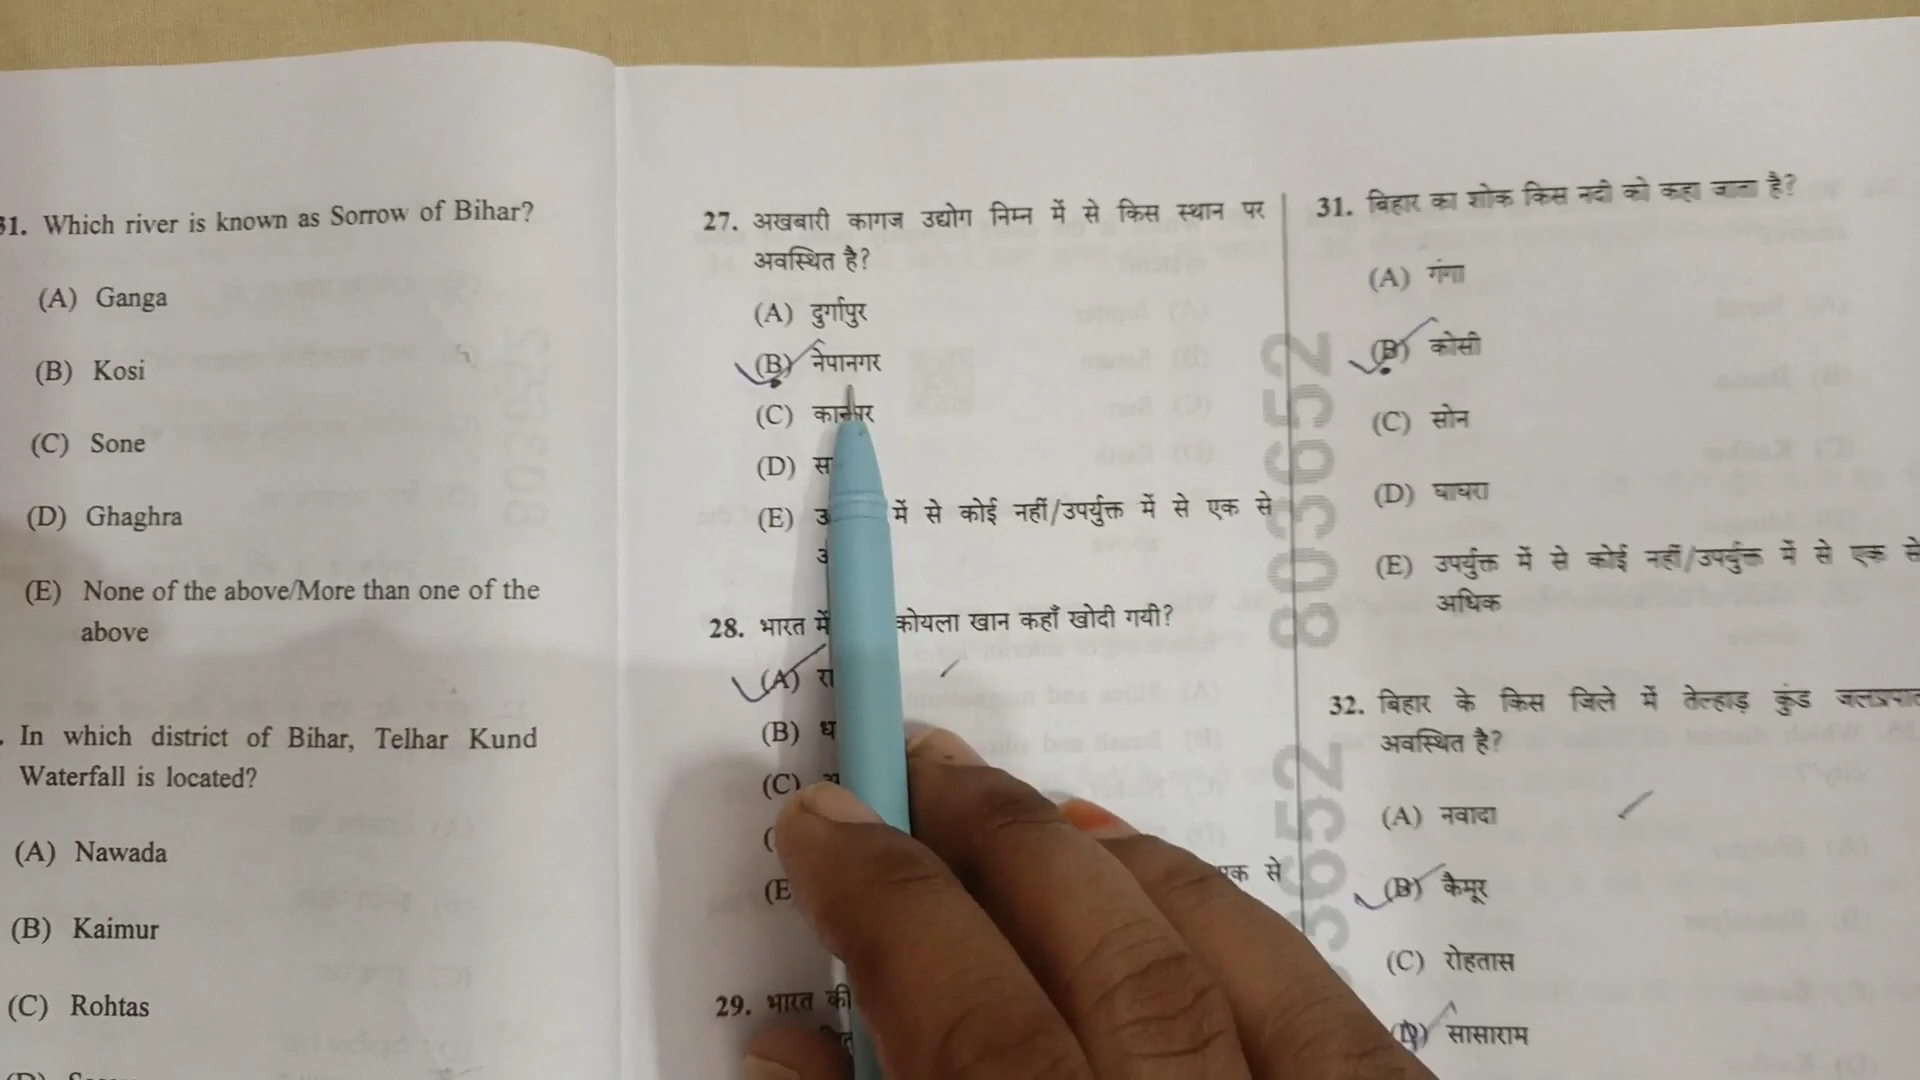 31. Which river is known as Sorrow of Bihar?
(A) Ganga
(B) Kosi
(C) Sone
(D) Ghaghra
(E) None of the above/More than one of the
above
In which district of Bihar, Telhar Kund
Waterfall is located?
(A) Nawada
(B) Kaimur
(C) Rohtas
27. अखबारी कागज उद्योग निम्न में से किस स्थान पर
अवस्थित है?
(A) दुर्गापुर
(B) नेपानगर
(C) कानपुर
(D)
(E) में से कोई नहीं/उपर्युक्त में से एक से
28. भारत में कोयला खान कहाँ खोदी गयी?
(A)
(B)
(C)
(E एक से
29. भारत की
8036652
31. बिहार का शोक किस नदी को कहा जाता है?
(A) गंगा
(B) कोसी
(C) सोन
(D) घाघरा
(E) उपर्युक्त में से कोई नहीं/उपर्युक्त में से एक से
अधिक
32. बिहार के किस जिले में तेल्हाड़ कुंड जलप्रपात
अवस्थित है?
(A) नवादा
(B) कैमूर
(C) रोहतास
(D) सासाराम